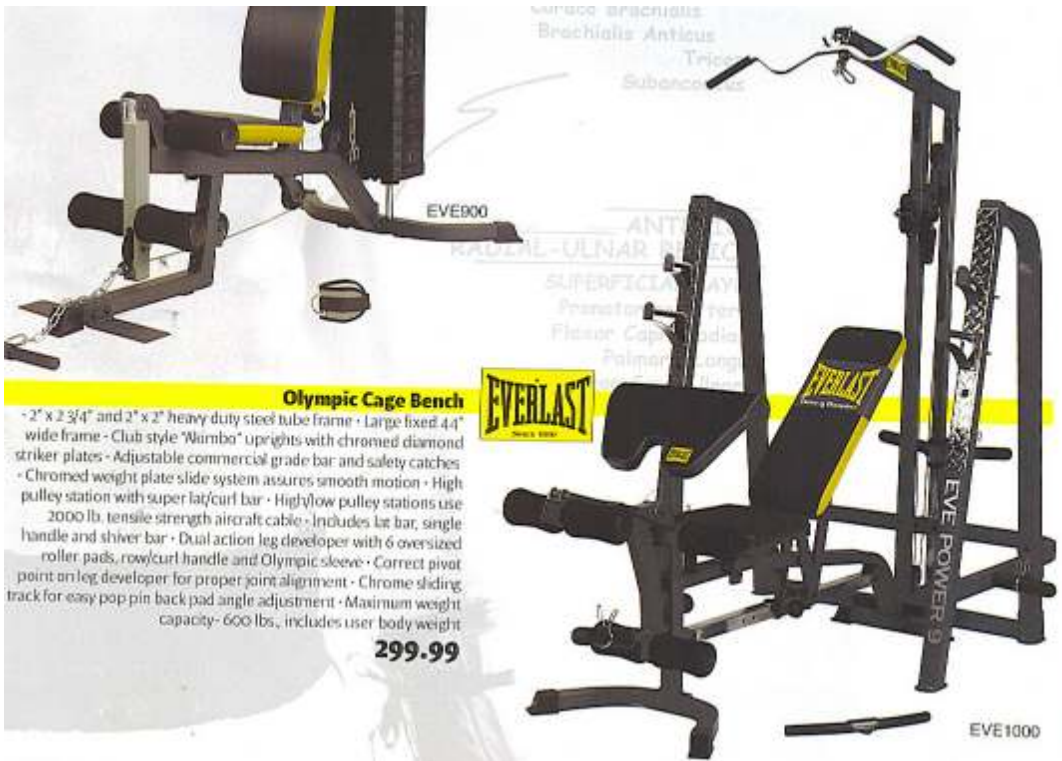 Brachialis Anticus
EVE900
RADIAL-ULNAR
Olympic Cage Bench
• 2" x 2 3/4" and 2" x 2" heavy duty steel tube frame • Large fixed 44"
wide frame • Club style "Mambo" uprights with chromed diamond
striker plates • Adjustable commercial grade bar and safety catches
• Chromed weight plate slide system assures smooth motion • High
pulley station with super lat/curl bar • High/low pulley stations use
2000 lb. tensile strength aircraft cable • Includes lat bar, single
handle and shiver bar • Dual action leg developer with 6 oversized
roller pads, row/curl handle and Olympic sleeve • Correct pivot
point on leg developer for proper joint alignment • Chrome sliding
track for easy pop pin back pad angle adjustment • Maximum weight
capacity- 600 lbs., includes user body weight
299.99
EVERLAST
EVERLAST
EVE POWER 9
EVE1000